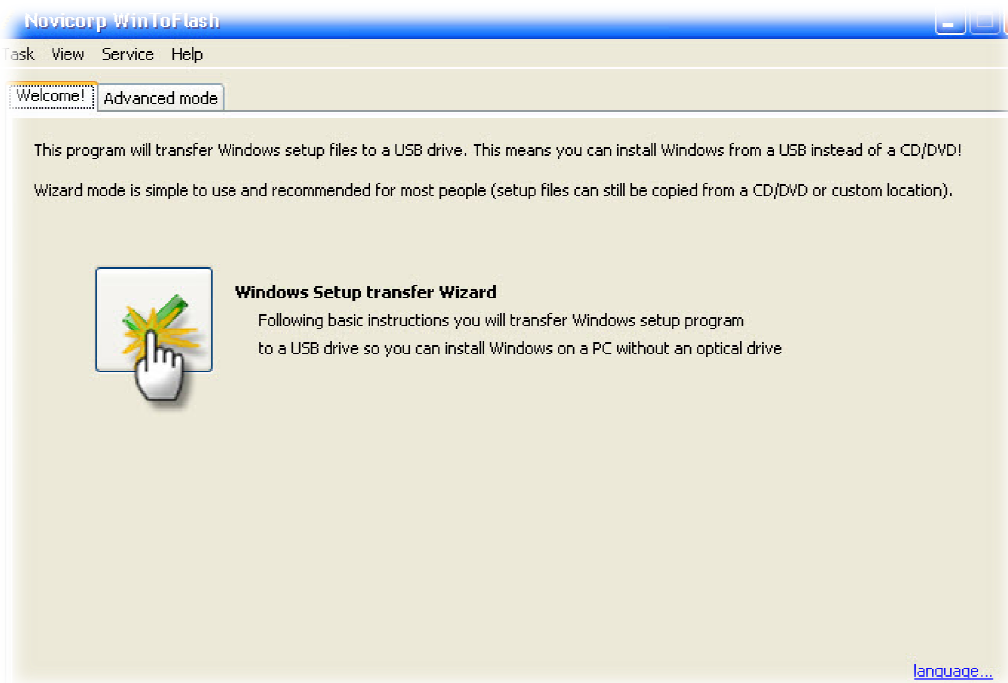 Novicorp WinToFlash
Task View Service Help
Welcome! Advanced mode
This program will transfer Windows setup files to a USB drive. This means you can install Windows from a USB instead of a CD/DVD!
Wizard mode is simple to use and recommended for most people (setup files can still be copied from a CD/DVD or custom location).
Windows Setup transfer Wizard
Following basic instructions you will transfer Windows setup program
to a USB drive so you can install Windows on a PC without an optical drive
language...